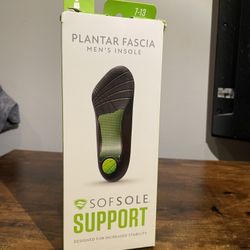 7-13
PLANTAR FASCIA
MEN'S INSOLE
SOFSOLE
SUPPORT
DESIGNED FOR INCREASED STABILITY